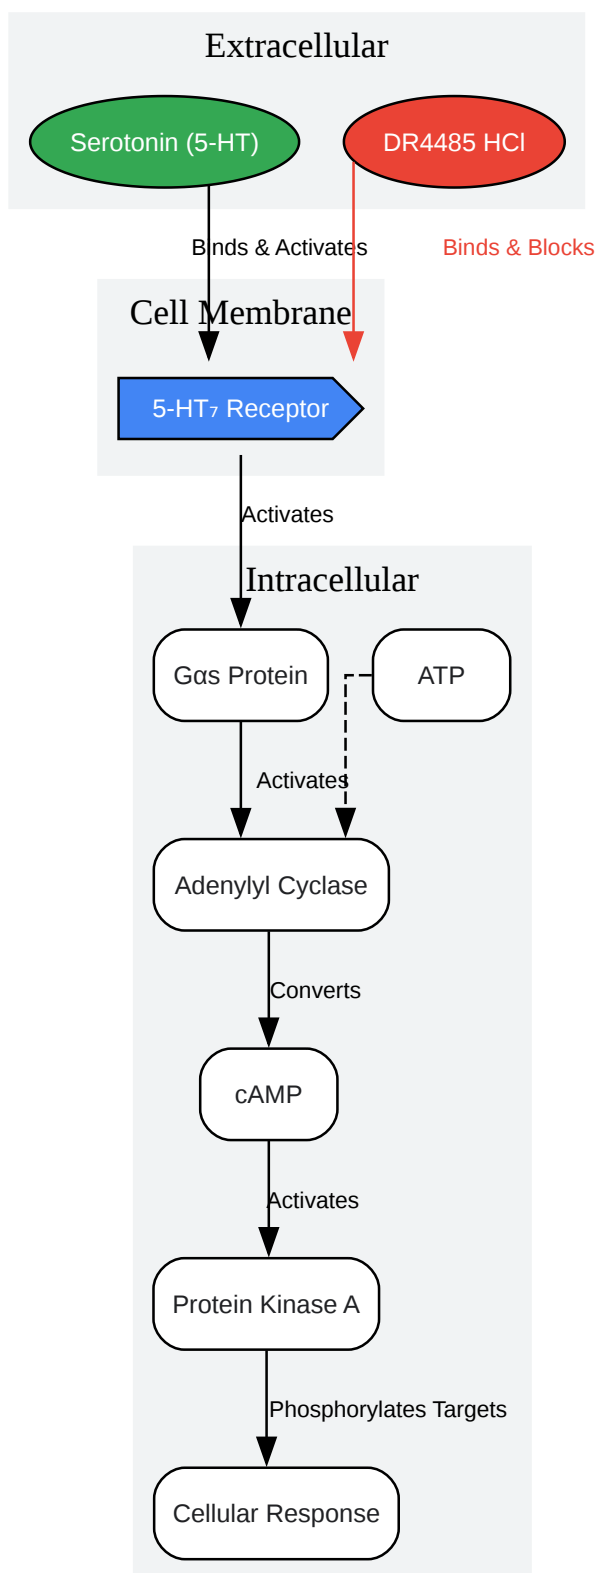 Extracellular
Serotonin (5-HT)
DR4485 HCl
Binds & Activates
Binds & Blocks
Cell Membrane
5-HT₇ Receptor
Activates
Intracellular
Gαs Protein
ATP
Activates
Adenylyl Cyclase
Converts
cAMP
Activates
Protein Kinase A
Phosphorylates Targets
Cellular Response